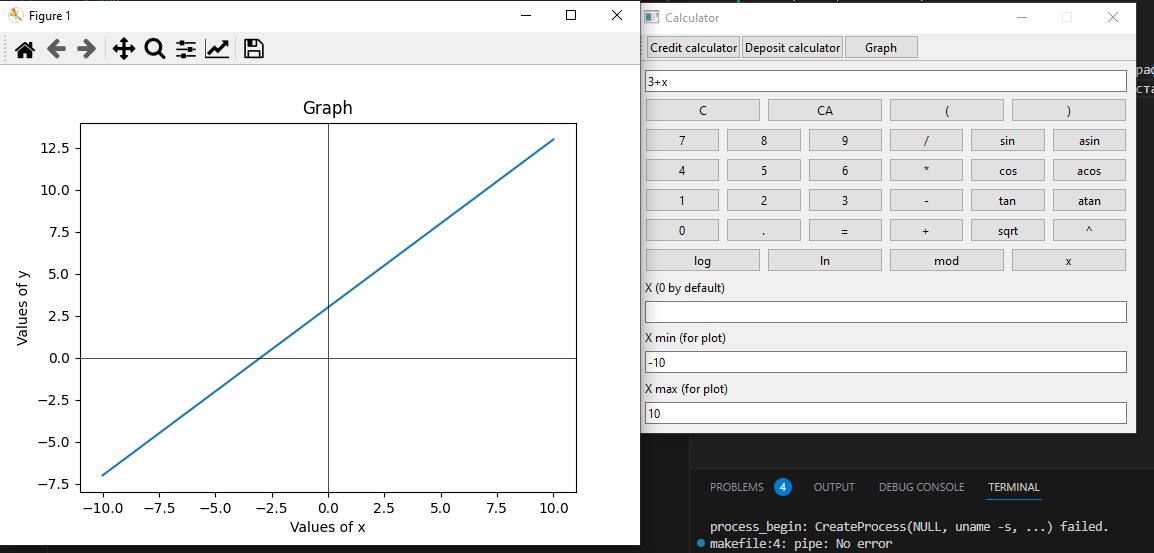 Figure 1
Graph
12.5
10.0
7.5
5.0
2.5
0.0
−2.5
−5.0
−7.5
Values of y
−10.0 −7.5 −5.0 −2.5 0.0 2.5 5.0 7.5 10.0
Values of x
Calculator
Credit calculator Deposit calculator Graph
3+x
C CA ( )
7 8 9 / sin asin
4 5 6 * cos acos
1 2 3 - tan atan
0 . = + sqrt ^
log ln mod x
X (0 by default)
X min (for plot)
-10
X max (for plot)
10
PROBLEMS 4 OUTPUT DEBUG CONSOLE TERMINAL
process_begin: CreateProcess(NULL, uname -s, ...) failed.
makefile:4: pipe: No error